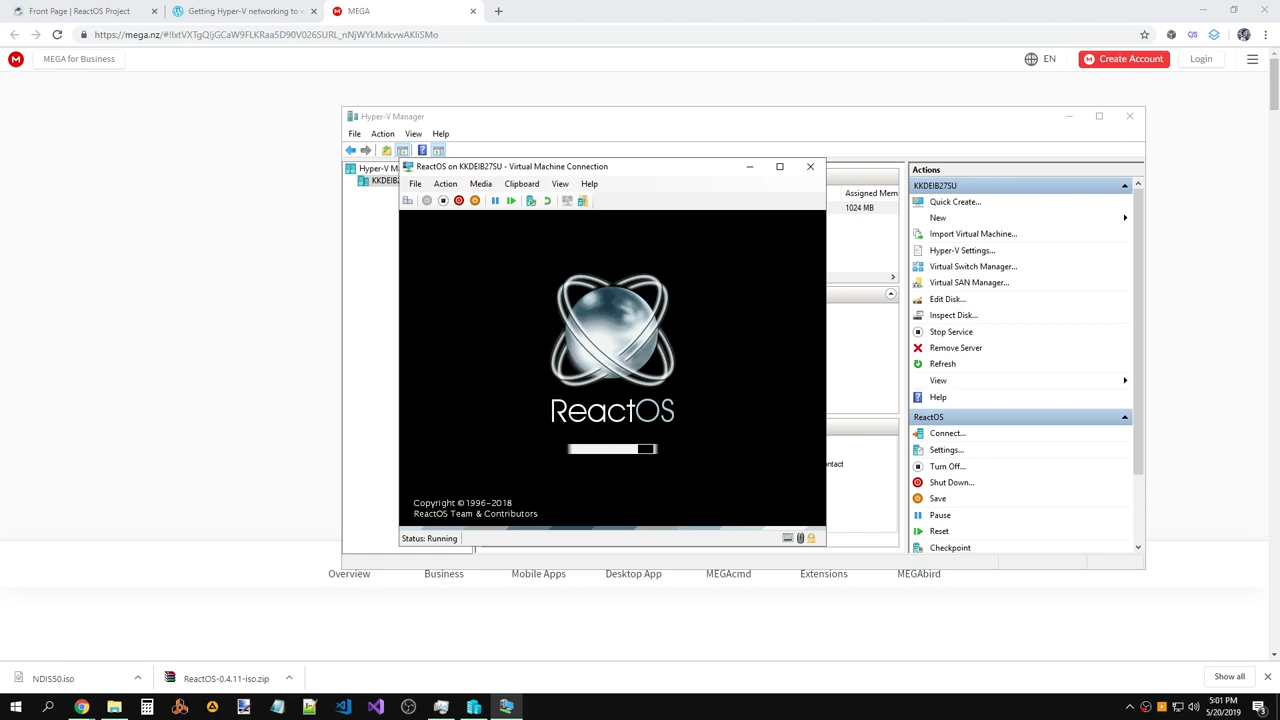 Front Page | ReactOS Project
Getting Hyper-V networking to v
MEGA
https://mega.nz/#!IxtVXTgQ!jGCaW9FLKRaa5D90V026SURL_nNjWYkMxkvwAKliSMo
MEGA for Business
EN
Create Account
Login
Hyper-V Manager
File Action View Help
Hyper-V M
KKDEIB2
ReactOS on KKDEIB27SU - Virtual Machine Connection
File Action Media Clipboard View Help
ReactOS
Copyright © 1996-2018
ReactOS Team & Contributors
Status: Running
Assigned Mem
1024 MB
ontact
Actions
KKDEIB27SU
Quick Create...
New
Import Virtual Machine...
Hyper-V Settings...
Virtual Switch Manager...
Virtual SAN Manager...
Edit Disk...
Inspect Disk...
Stop Service
Remove Server
Refresh
View
Help
ReactOS
Connect...
Settings...
Turn Off...
Shut Down...
Save
Pause
Reset
Checkpoint
Overview Business Mobile Apps Desktop App MEGAcmd Extensions MEGAbird
NDIS50.iso
ReactOS-0.4.11-iso.zip
Show all
5:01 PM
5/20/2019
3